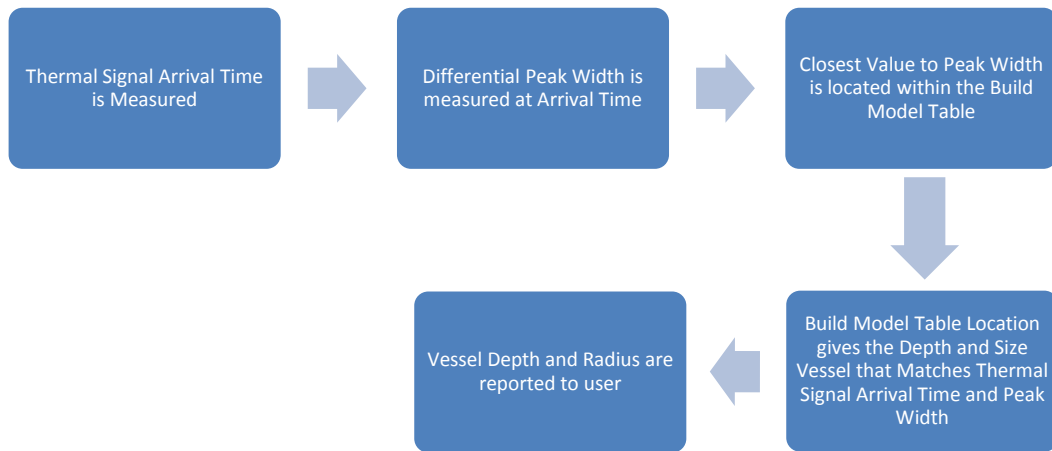 Thermal Signal Arrival Time
is Measured
Differential Peak Width is
measured at Arrival Time
Closest Value to Peak Width
is located within the Build
Model Table
Build Model Table Location
gives the Depth and Size
Vessel that Matches Thermal
Signal Arrival Time and Peak
Width
Vessel Depth and Radius are
reported to user